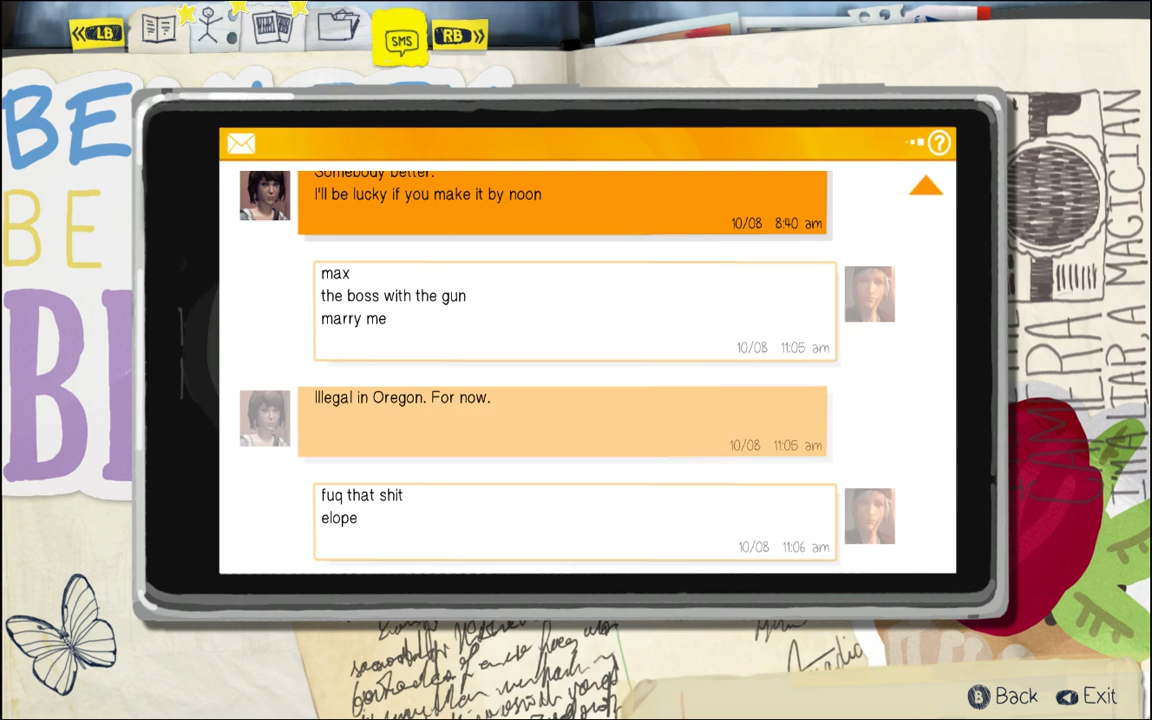 LB
SMS
RB
BE
BE
Somebody better.
I'll be lucky if you make it by noon
10/08 8:40 am
max
the boss with the gun
marry me
10/08 11:05 am
Illegal in Oregon. For now.
10/08 11:05 am
fuq that shit
elope
10/08 11:06 am
CAMERA
I'M A LIAR, A MAGICIAN
B Back
Exit